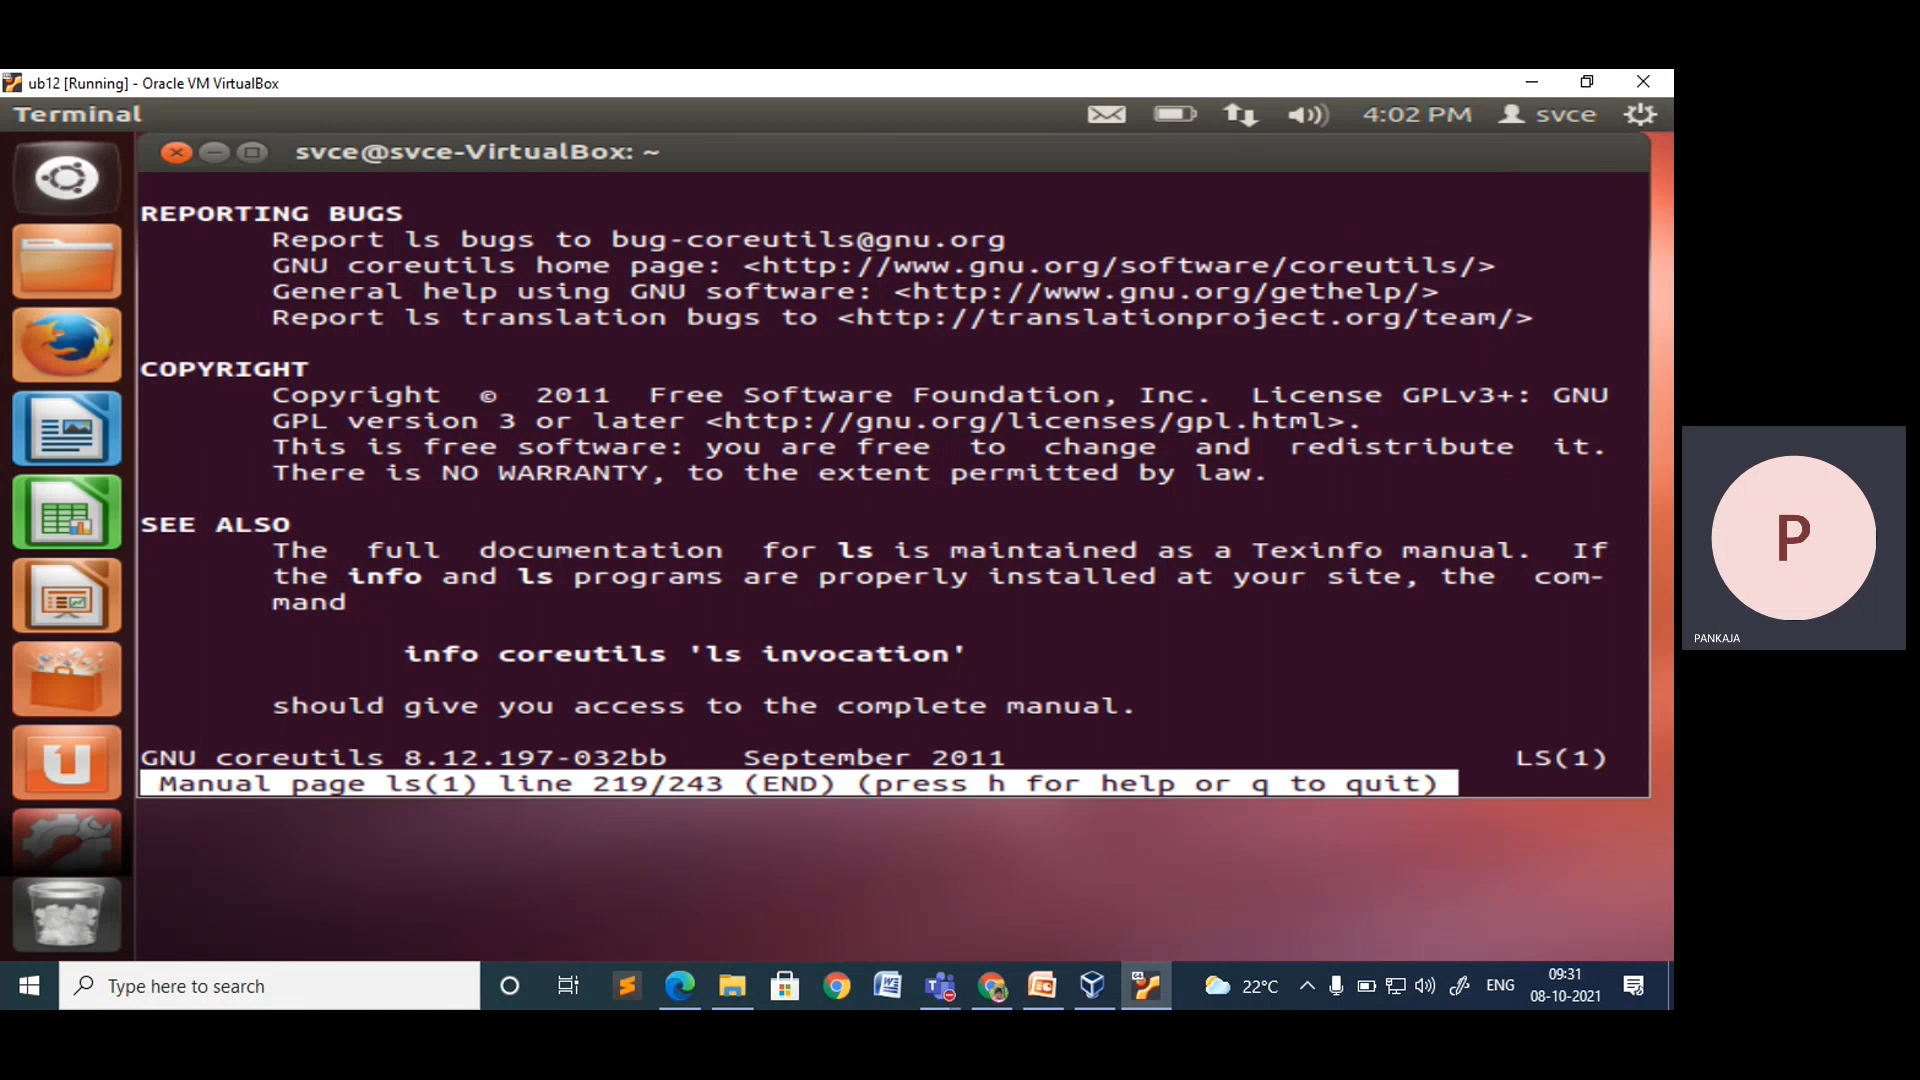 ub12 [Running] - Oracle VM VirtualBox
Terminal
4:02 PM
svce
svce@svce-VirtualBox: ~
REPORTING BUGS
Report ls bugs to bug-coreutils@gnu.org
GNU coreutils home page: <http://www.gnu.org/software/coreutils/>
General help using GNU software: <http://www.gnu.org/gethelp/>
Report ls translation bugs to <http://translationproject.org/team/>
COPYRIGHT
Copyright © 2011 Free Software Foundation, Inc. License GPLv3+: GNU
GPL version 3 or later <http://gnu.org/licenses/gpl.html>.
This is free software: you are free to change and redistribute it.
There is NO WARRANTY, to the extent permitted by law.
SEE ALSO
The full documentation for ls is maintained as a Texinfo manual. If
the info and ls programs are properly installed at your site, the com-
mand
info coreutils 'ls invocation'
should give you access to the complete manual.
GNU coreutils 8.12.197-032bb September 2011 LS(1)
Manual page ls(1) line 219/243 (END) (press h for help or q to quit)
P
PANKAJA
Type here to search
22°C
ENG
09:31
08-10-2021